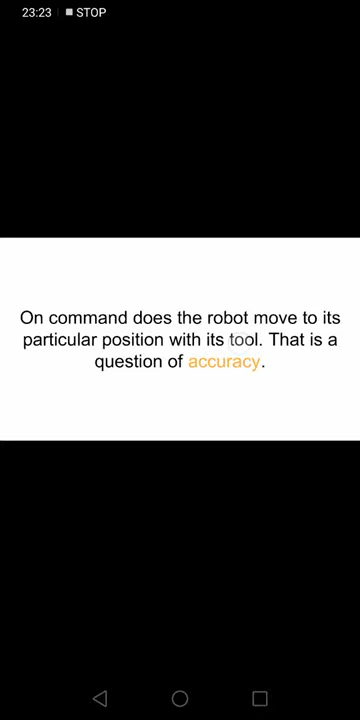 23:23 STOP
On command does the robot move to its
particular position with its tool. That is a
question of accuracy.